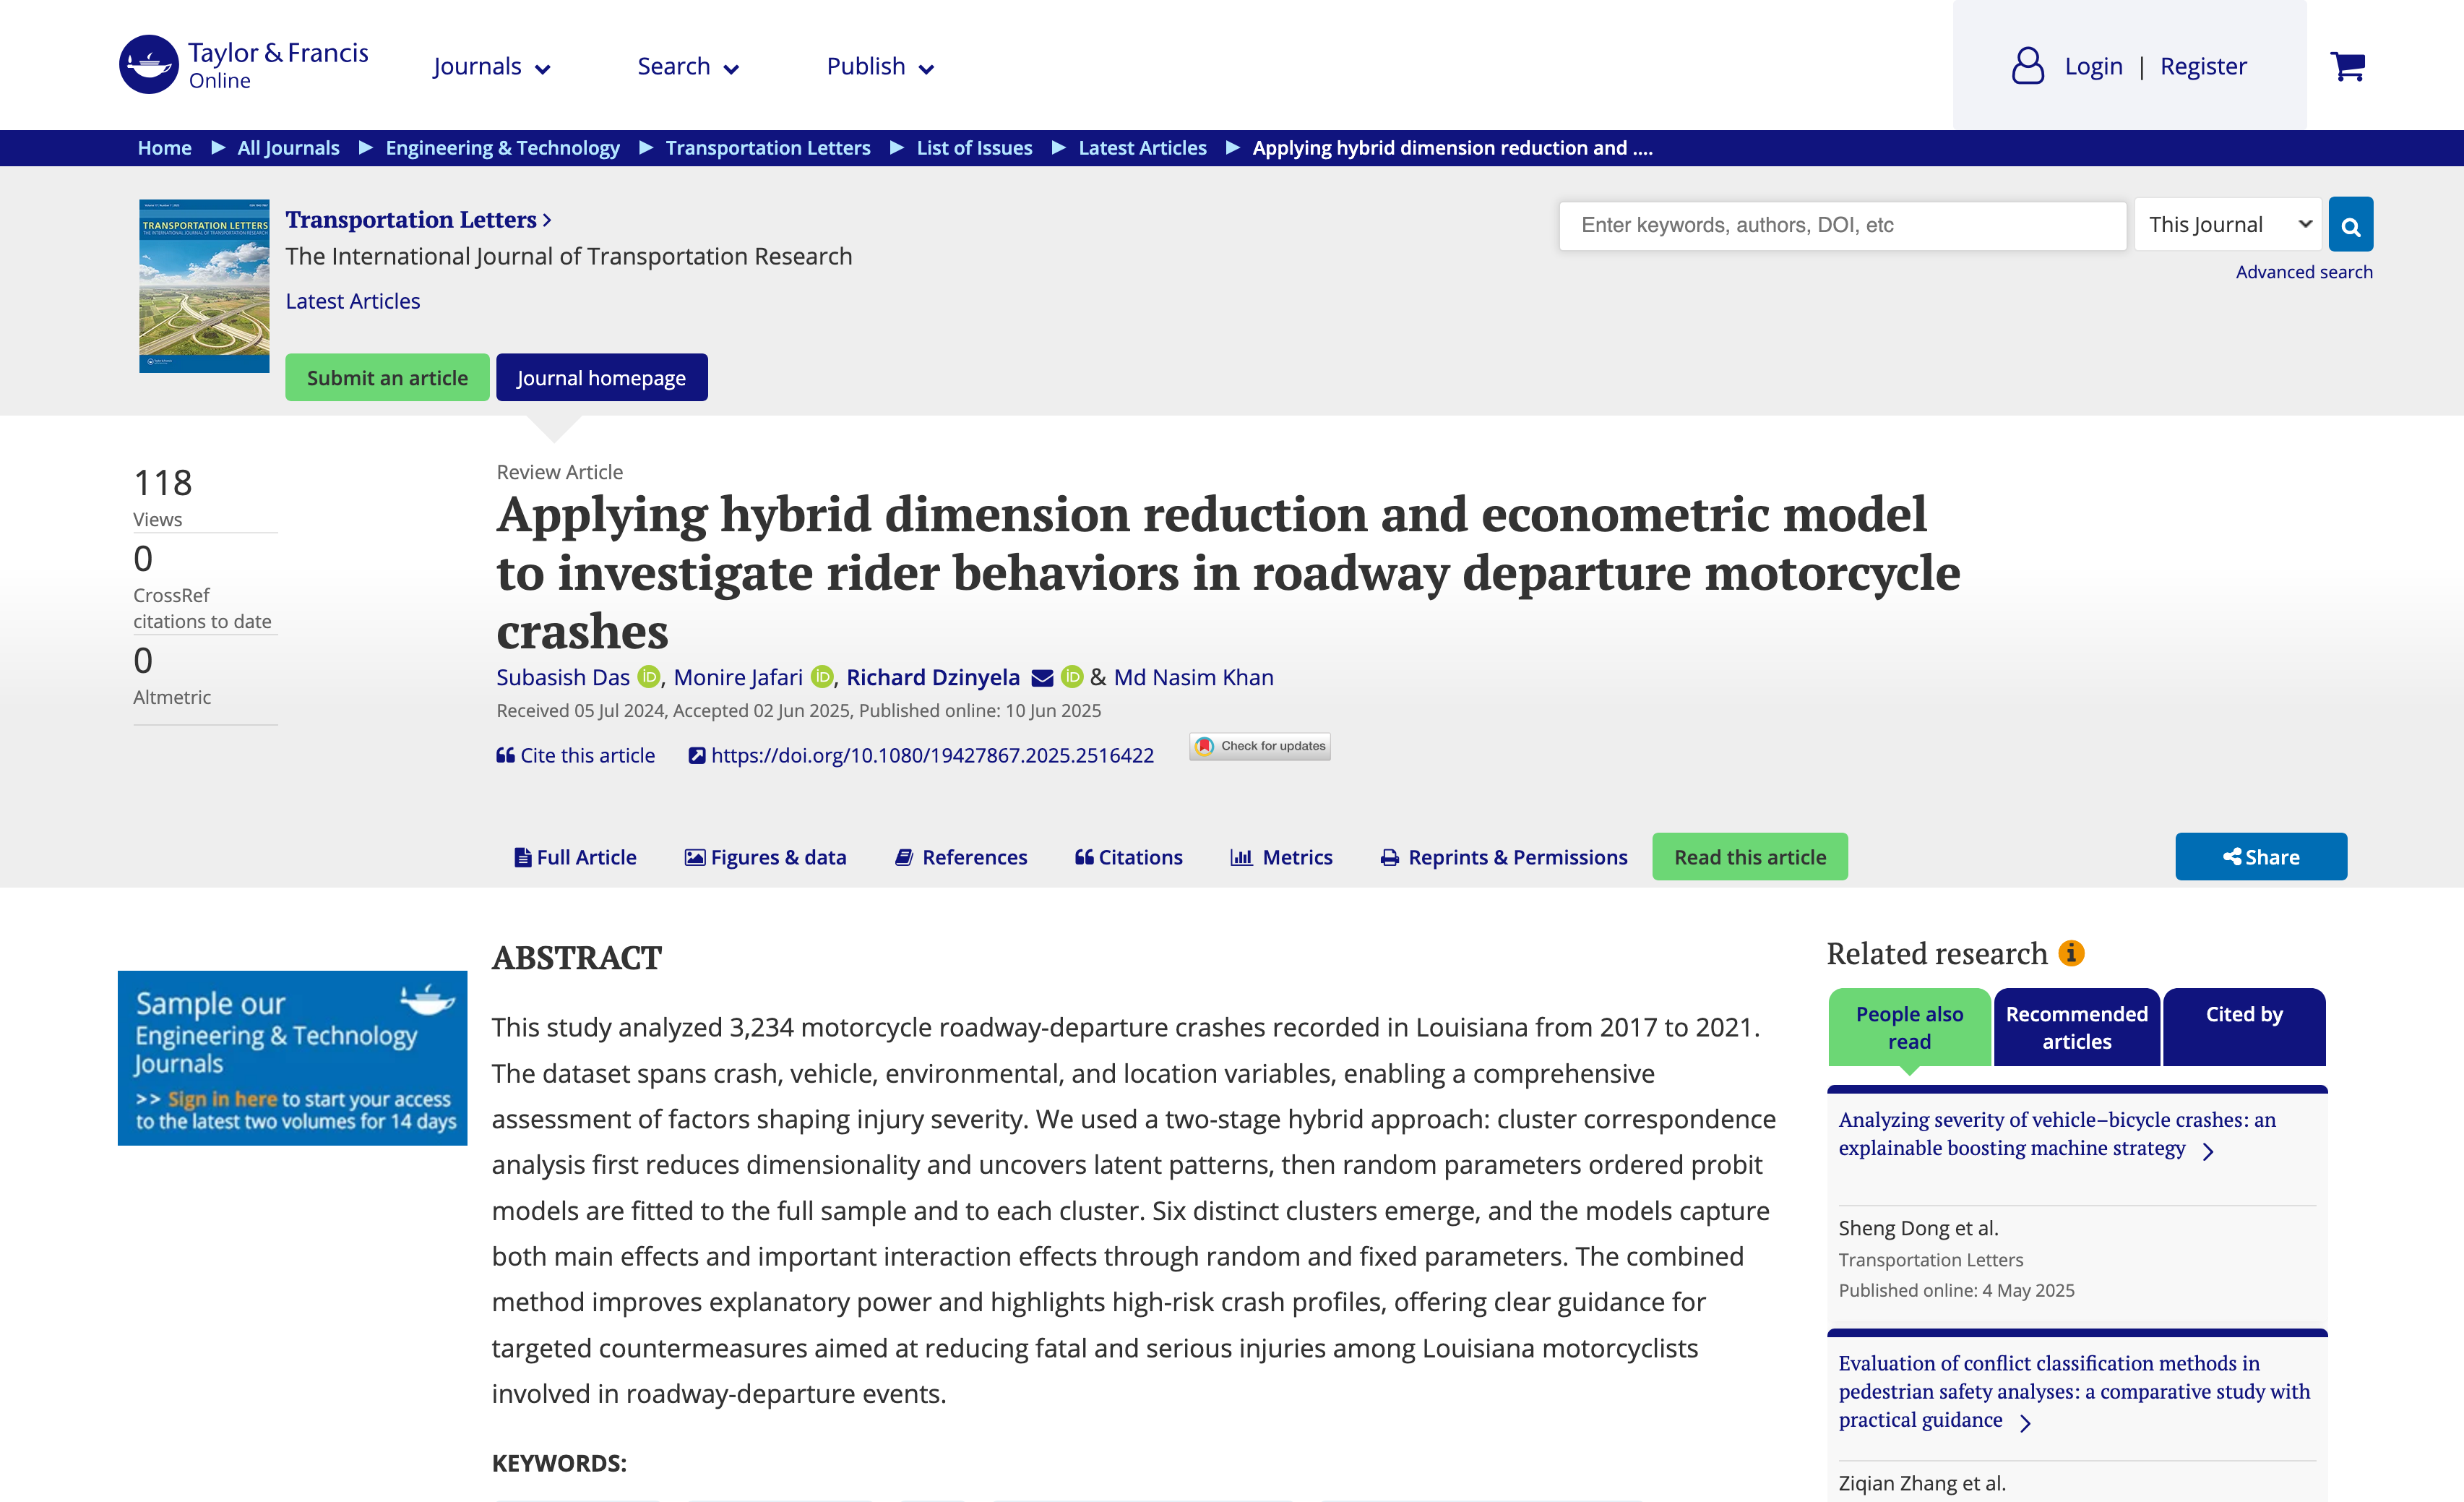 Taylor & Francis
Online
Journals
Search
Publish
Login | Register
Home ► All Journals ► Engineering & Technology ► Transportation Letters ► List of Issues ► Latest Articles ► Applying hybrid dimension reduction and ....
TRANSPORTATION LETTERS
Transportation Letters
The International Journal of Transportation Research
Latest Articles
Submit an article
Journal homepage
Enter keywords, authors, DOI, etc
This Journal
Advanced search
118
Views
0
CrossRef
citations to date
0
Altmetric
Review Article
Applying hybrid dimension reduction and econometric model
to investigate rider behaviors in roadway departure motorcycle
crashes
Subasish Das iD, Monire Jafari iD, Richard Dzinyela iD & Md Nasim Khan
Received 05 Jul 2024, Accepted 02 Jun 2025, Published online: 10 Jun 2025
Cite this article
https://doi.org/10.1080/19427867.2025.2516422
Check for updates
Full Article
Figures & data
References
Citations
Metrics
Reprints & Permissions
Read this article
Share
Sample our
Engineering & Technology
Journals
>> Sign in here to start your access
to the latest two volumes for 14 days
ABSTRACT
This study analyzed 3,234 motorcycle roadway-departure crashes recorded in Louisiana from 2017 to 2021.
The dataset spans crash, vehicle, environmental, and location variables, enabling a comprehensive
assessment of factors shaping injury severity. We used a two-stage hybrid approach: cluster correspondence
analysis first reduces dimensionality and uncovers latent patterns, then random parameters ordered probit
models are fitted to the full sample and to each cluster. Six distinct clusters emerge, and the models capture
both main effects and important interaction effects through random and fixed parameters. The combined
method improves explanatory power and highlights high-risk crash profiles, offering clear guidance for
targeted countermeasures aimed at reducing fatal and serious injuries among Louisiana motorcyclists
involved in roadway-departure events.
KEYWORDS:
Related research
People also
read
Recommended
articles
Cited by
Analyzing severity of vehicle–bicycle crashes: an
explainable boosting machine strategy
Sheng Dong et al.
Transportation Letters
Published online: 4 May 2025
Evaluation of conflict classification methods in
pedestrian safety analyses: a comparative study with
practical guidance
Ziqian Zhang et al.